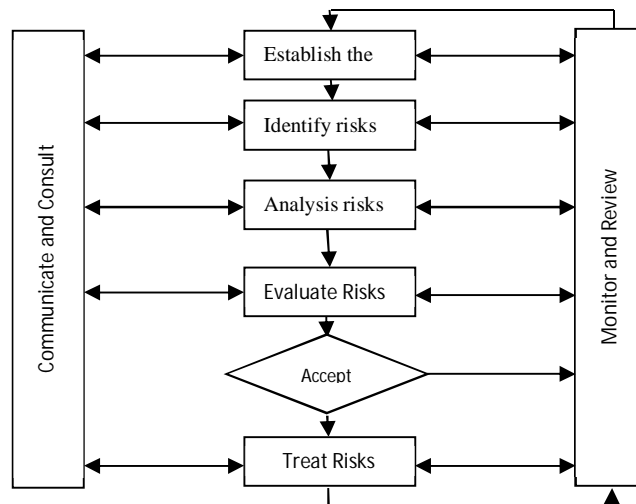 Establish the
Identify risks
Analysis risks
Evaluate Risks
Accept
Treat Risks
Communicate and Consult
Monitor and Review